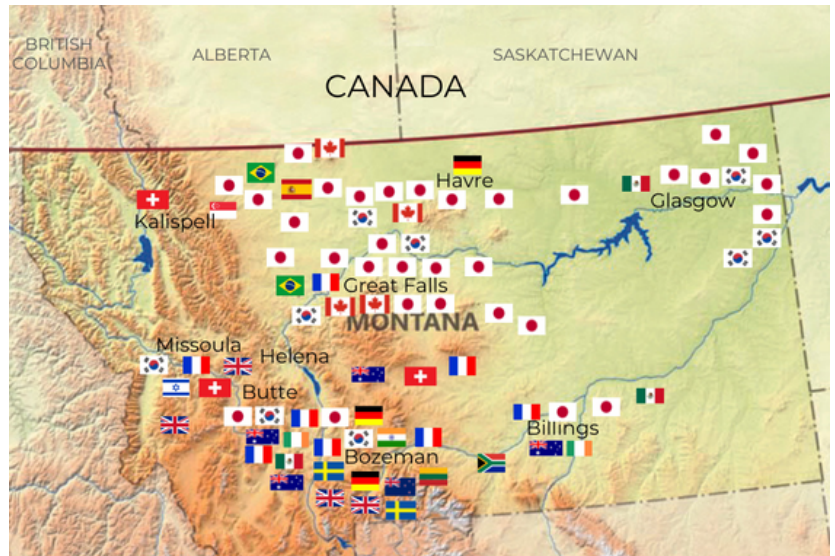 BRITISH
COLUMBIA
ALBERTA
SASKATCHEWAN
CANADA
Havre
Kalispell
Glasgow
Great Falls
MONTANA
Missoula
Helena
Butte
Billings
Bozeman